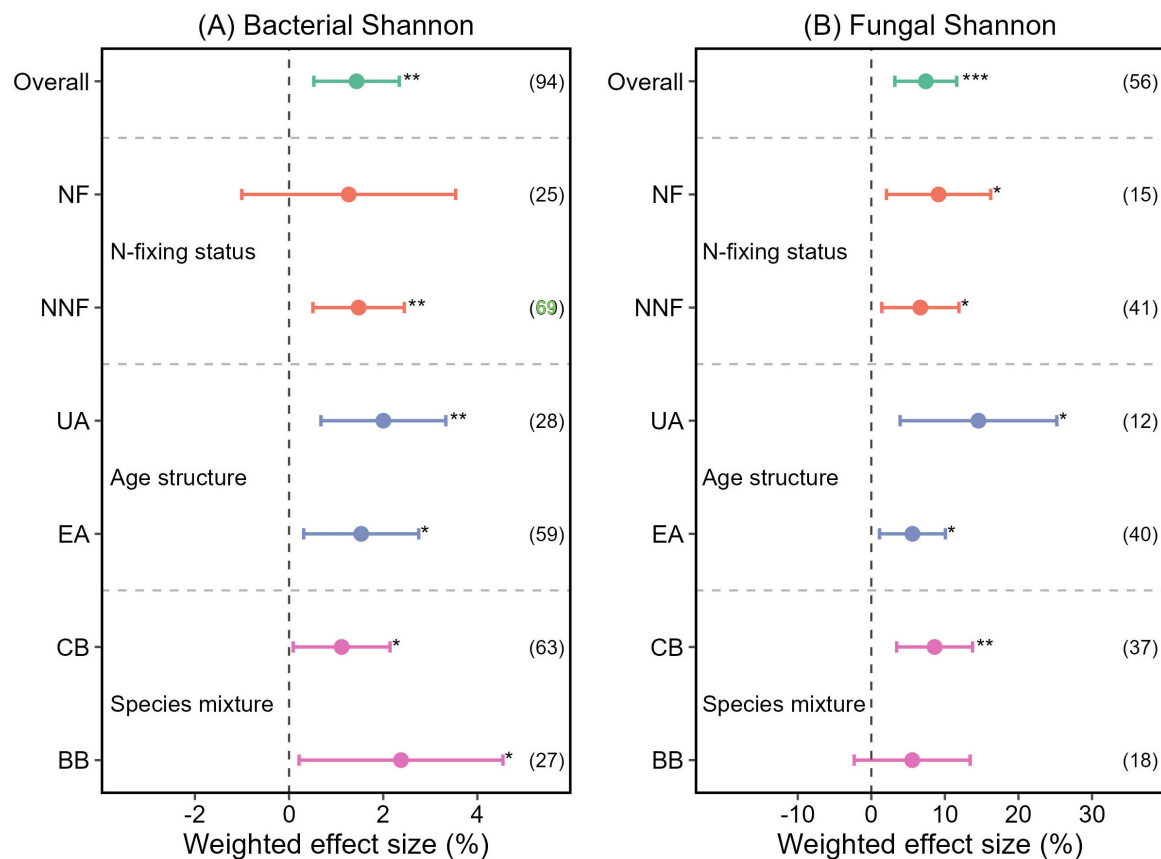 (A) Bacterial Shannon
Overall
**
(94)
NF
(25)
N-fixing status
NNF
**
(69)
UA
**
(28)
Age structure
EA
*
(59)
CB
*
(63)
Species mixture
BB
*
(27)
-2 0 2 4
Weighted effect size (%)
(B) Fungal Shannon
Overall
***
(56)
NF
*
(15)
N-fixing status
NNF
*
(41)
UA
*
(12)
Age structure
EA
*
(40)
CB
**
(37)
Species mixture
BB
(18)
-10 0 10 20 30
Weighted effect size (%)